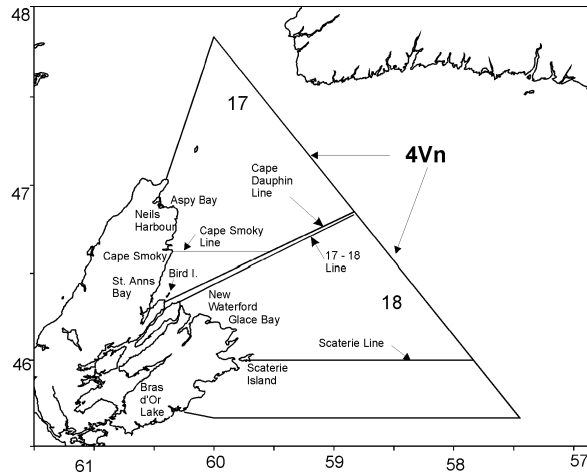 48
17
4Vn
Cape
Dauphin
Line
47
Aspy Bay
Neils
Harbour
Cape Smoky
Line
Cape Smoky
17 - 18
Line
St. Anns
Bay
Bird I.
New
Waterford
18
Glace Bay
Scaterie Line
46
Scaterie
Island
Bras
d'Or
Lake
61
60
59
58
57